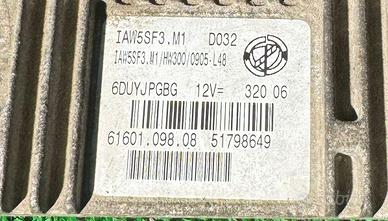 IAW5SF3.M1 D032
IAW5SF3.M1/HW300/0905-L48
6DUYJPGBG 12V= 320 06
61601.098.08 51798649